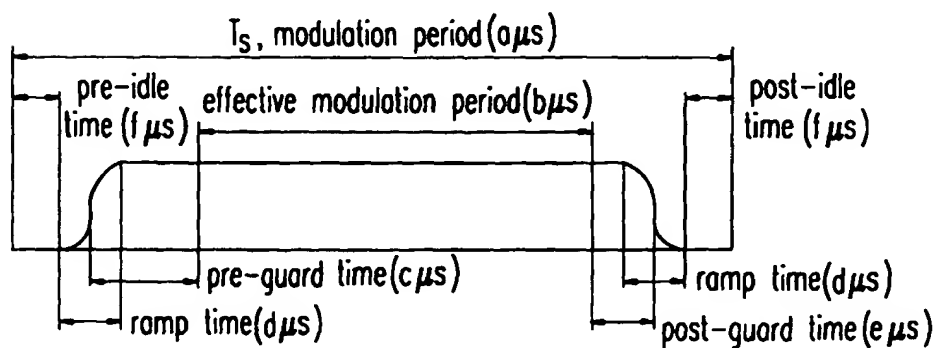 Ts, modulation period(aμs)
pre-idle
time(fμs)
effective modulation period(bμs)
post-idle
time(fμs)
pre-guard time(cμs)
ramp time(dμs)
ramp time(dμs)
post-guard time(eμs)